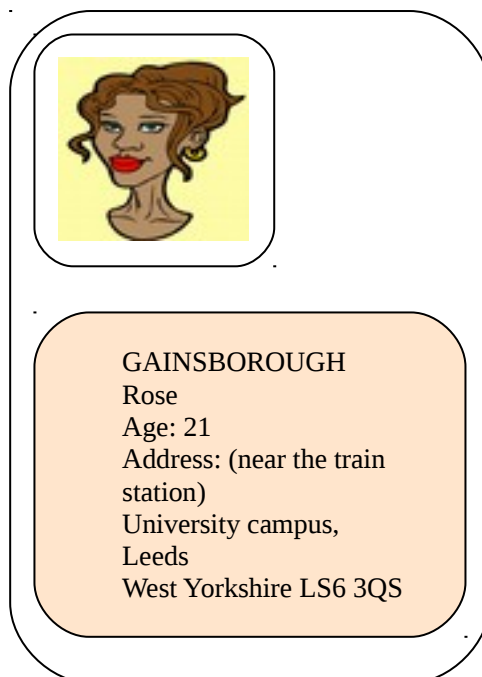 GAINSBOROUGH
Rose
Age: 21
Address: (near the train
station)
University campus,
Leeds
West Yorkshire LS6 3QS